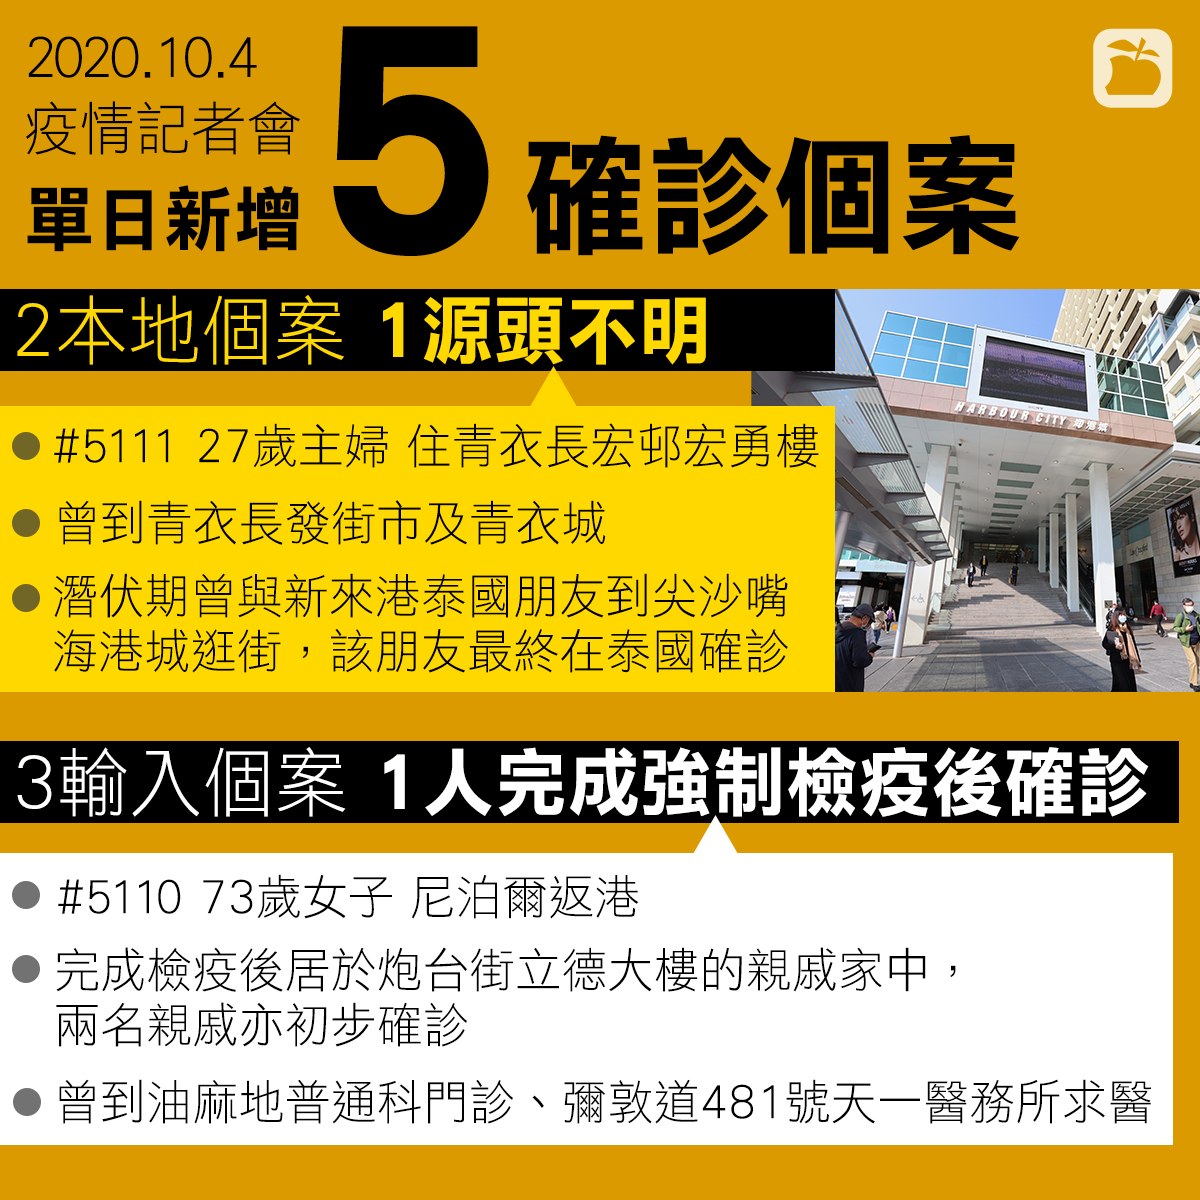 2020.10.4
疫情記者會
單日新增
5
確診個案
2本地個案 1源頭不明
HARBOUR CITY 海港城
#5111 27歲主婦 住青衣長宏邨宏勇樓
曾到青衣長發街市及青衣城
潛伏期曾與新來港泰國朋友到尖沙嘴
海港城逛街，該朋友最終在泰國確診
3輸入個案 1人完成強制檢疫後確診
#5110 73歲女子 尼泊爾返港
完成檢疫後居於炮台街立德大樓的親戚家中，
兩名親戚亦初步確診
曾到油麻地普通科門診、彌敦道481號天一醫務所求醫